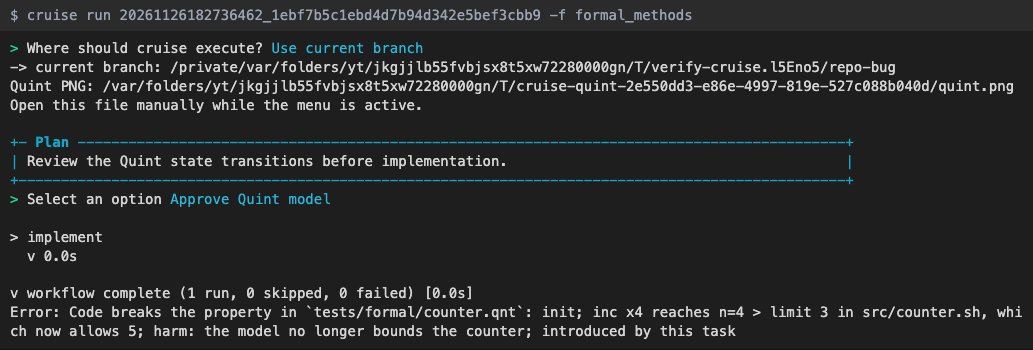 $ cruise run 20261126182736462_1ebf7b5c1ebd4d7b94d342e5bef3cbb9 -f formal_methods
> Where should cruise execute? Use current branch
-> current branch: /private/var/folders/yt/jkgjjlb55fvbjsx8t5xw72280000gn/T/verify-cruise.l5Eno5/repo-bug
Quint PNG: /var/folders/yt/jkgjjlb55fvbjsx8t5xw72280000gn/T/cruise-quint-2e550dd3-e86e-4997-819e-527c088b040d/quint.png
Open this file manually while the menu is active.
+- Plan -------------------------------------------------------------------------------------------+
| Review the Quint state transitions before implementation. |
+--------------------------------------------------------------------------------------------------+
> Select an option Approve Quint model
> implement
v 0.0s
v workflow complete (1 run, 0 skipped, 0 failed) [0.0s]
Error: Code breaks the property in `tests/formal/counter.qnt`: init; inc x4 reaches n=4 > limit 3 in src/counter.sh, whi
ch now allows 5; harm: the model no longer bounds the counter; introduced by this task